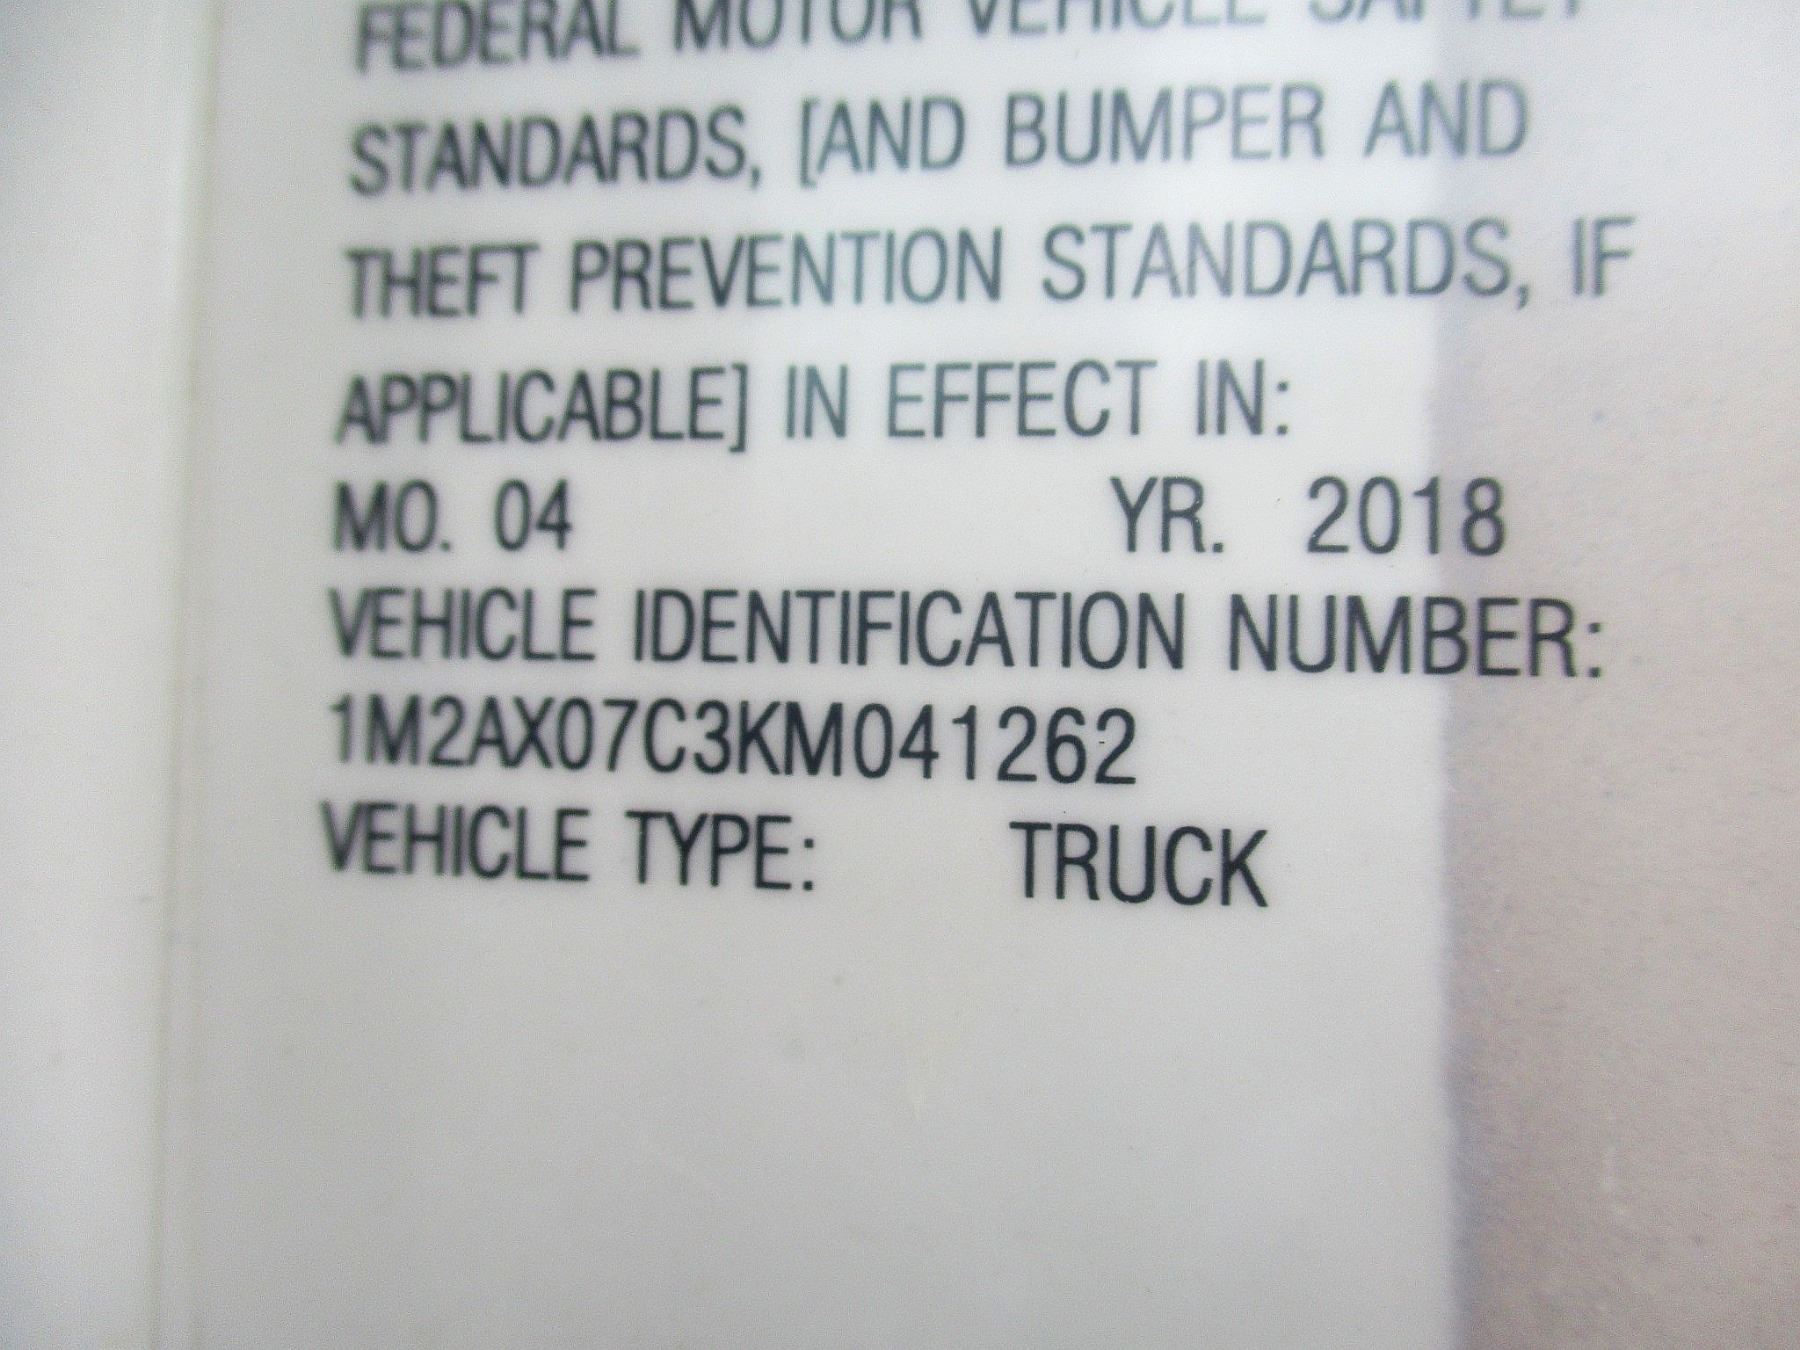 FEDERAL MOTOR VEHICLE SAFTEY
STANDARDS, [AND BUMPER AND
THEFT PREVENTION STANDARDS, IF
APPLICABLE] IN EFFECT IN:
MO. 04 YR. 2018
VEHICLE IDENTIFICATION NUMBER:
1M2AX07C3KM041262
VEHICLE TYPE: TRUCK